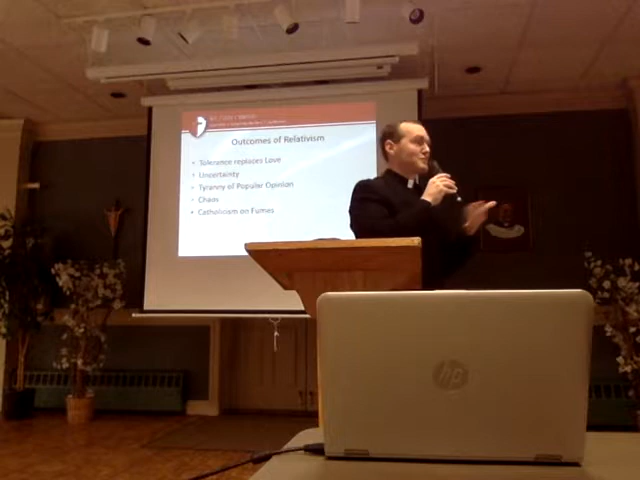 Outcomes of Relativism
• Tolerance replaces Love
• Uncertainty
• Tyranny of Popular Opinion
• Chaos
• Catholicism on Fumes
hp